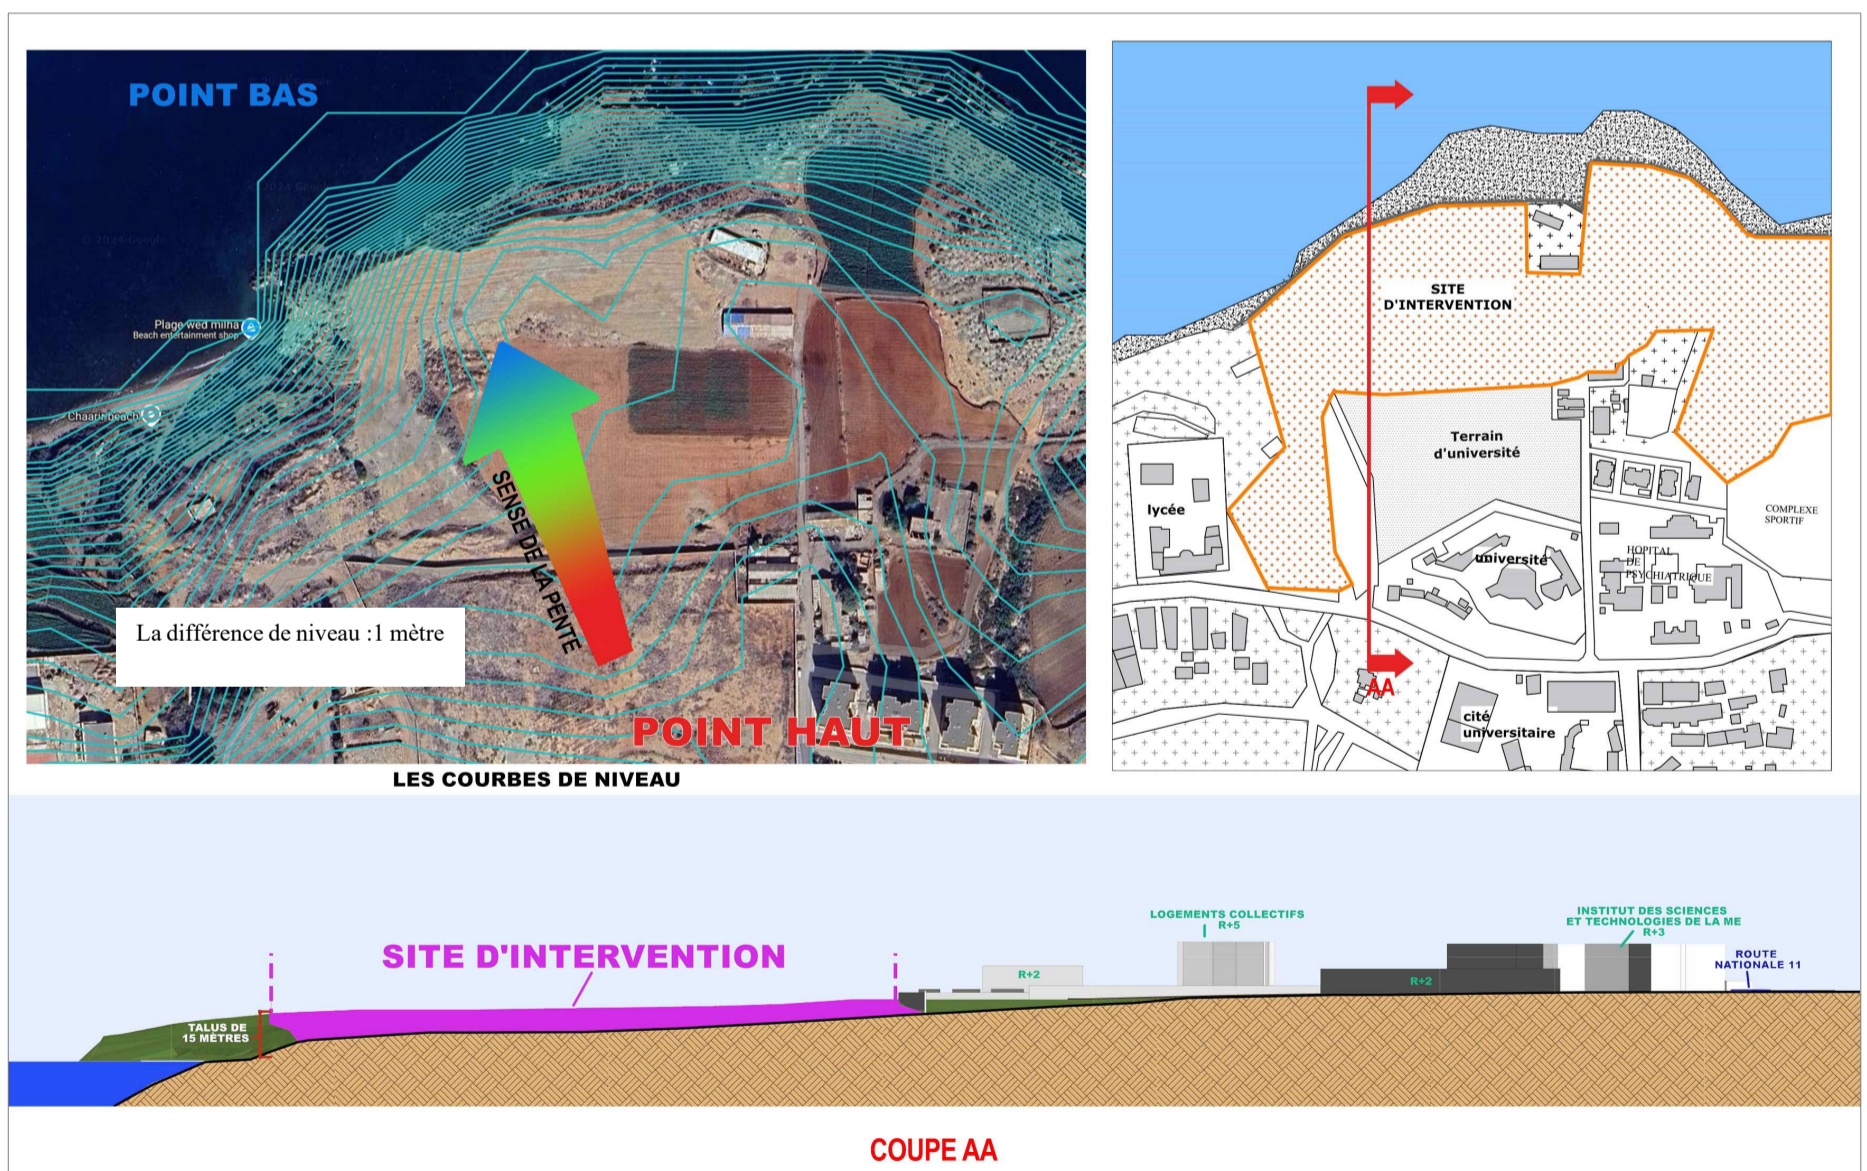 POINT BAS
© 2024 Google
Plage wed milha
Beach entertainment shop
Chaarir beach
SENSE DE LA PENTE
La différence de niveau :1 mètre
POINT HAUT
LES COURBES DE NIVEAU
SITE
D'INTERVENTION
Terrain
d'université
lycée
université
HOPITAL
DE
PSYCHIATRIQUE
COMPLEXE
SPORTIF
AA
cité
universitaire
SITE D'INTERVENTION
TALUS DE
15 MÈTRES
R+2
LOGEMENTS COLLECTIFS
R+5
R+2
INSTITUT DES SCIENCES
ET TECHNOLOGIES DE LA ME
R+3
ROUTE
NATIONALE 11
COUPE AA